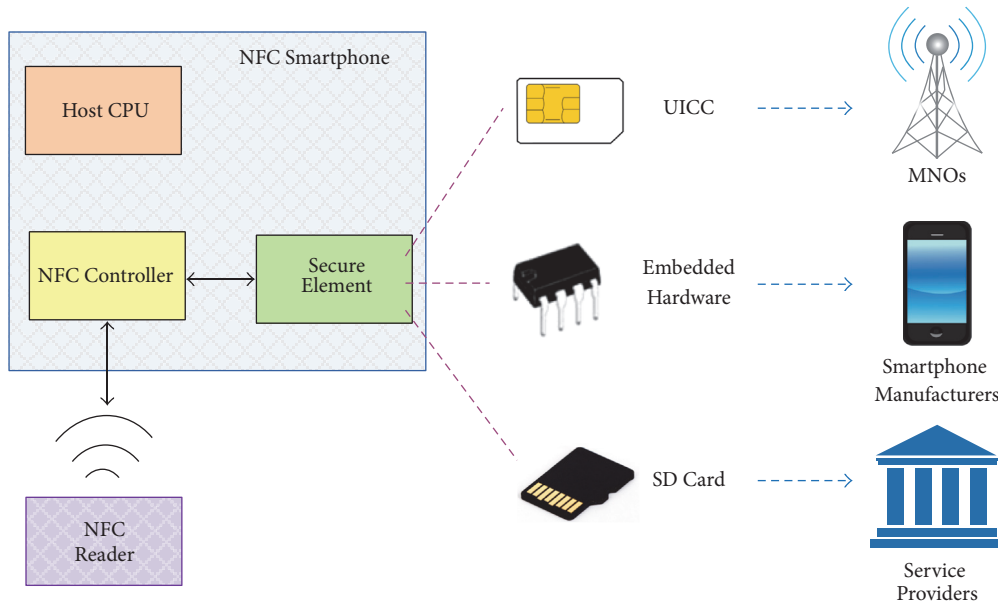 NFC Smartphone
Host CPU
NFC Controller
Secure
Element
NFC
Reader
UICC
MNOs
Embedded
Hardware
Smartphone
Manufacturers
SD Card
Service
Providers